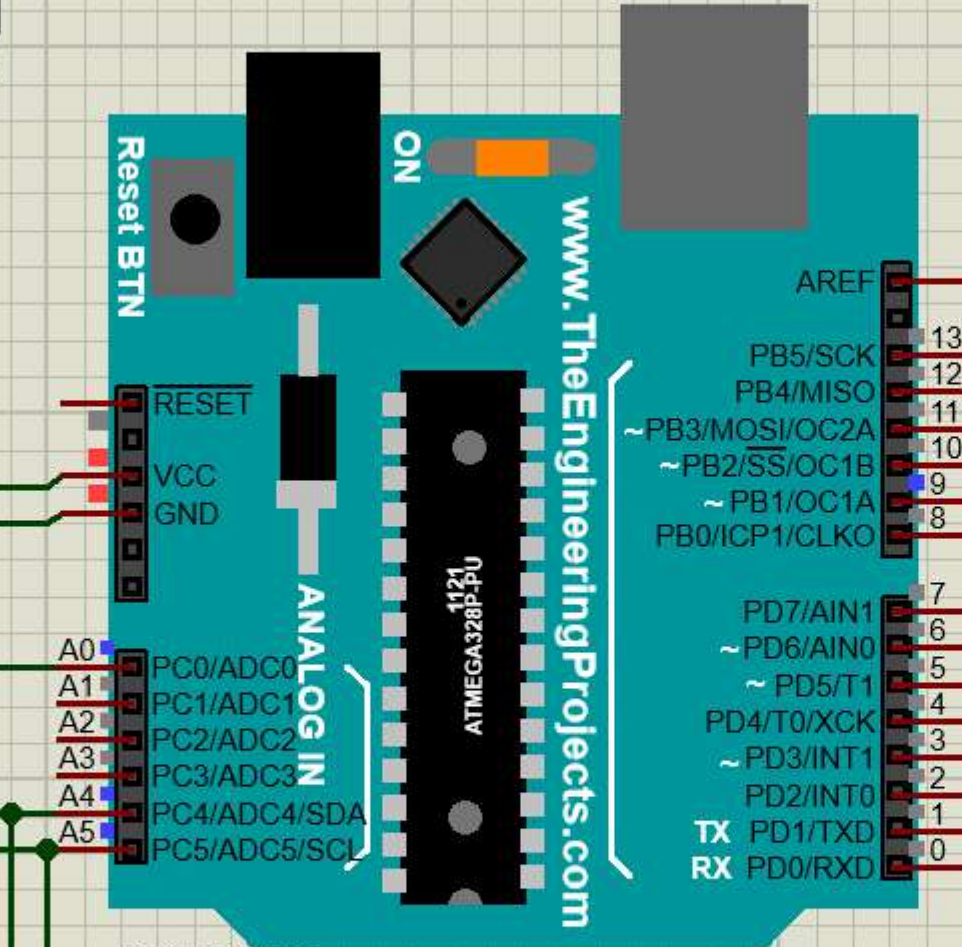 Reset BTN
ON
www.TheEngineeringProjects.com
RESET
VCC
GND
ANALOG IN
A0 PC0/ADC0
A1 PC1/ADC1
A2 PC2/ADC2
A3 PC3/ADC3
A4 PC4/ADC4/SDA
A5 PC5/ADC5/SCL
1121
ATMEGA328P-PU
AREF
PB5/SCK 13
PB4/MISO 12
~PB3/MOSI/OC2A 11
~PB2/SS/OC1B 10
~PB1/OC1A 9
PB0/ICP1/CLKO 8
PD7/AIN1 7
~PD6/AIN0 6
~PD5/T1 5
PD4/T0/XCK 4
~PD3/INT1 3
PD2/INT0 2
TX PD1/TXD 1
RX PD0/RXD 0